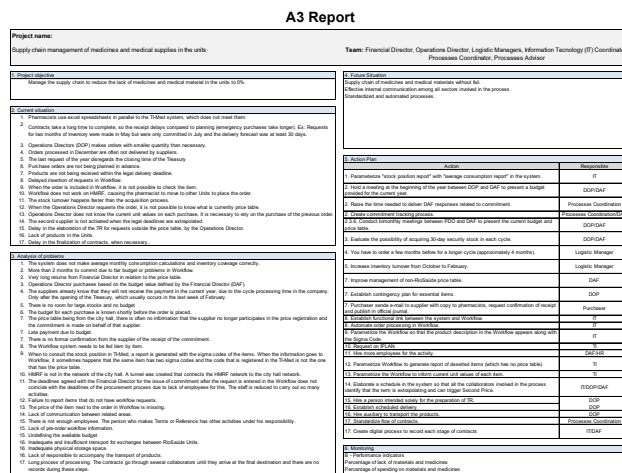 A3 Report
Project name:
Supply chain management of medicines and medical supplies in the units
Team: Financial Director, Operations Director, Logistic Managers, Information Tecnology (IT) Coordinate
Processes Coordinator, Processes Advisor
1. Project objective
Manage the supply chain to reduce the lack of medicines and medical material in the units to 0%.
2. Current situation
1. Pharmacists use excel spreadsheets in parallel to the TI-Med system, which does not meet them
2. Contracts take a long time to complete, so the receipt delays compared to planning (emergency purchases take longer). Ex: Requests
for two months of inventory were made in May but were only committed in July and the delivery forecast was at least 30 days.
3. Operations Directors (DOP) makes orders with smaller quantity than necessary.
4. Orders processed in December are often not delivered by suppliers.
5. The last request of the year disregards the closing time of the Treasury
6. Purchase orders are not being planned in advance.
7. Products are not being received within the legal delivery deadline.
8. Delayed insertion of requests in Workflow.
9. When the order is included in Workflow, it is not possible to check the item.
10. Workflow does not work on HMRF, causing the pharmacist to move to other Units to place the order.
11. The stock turnover happens faster than the acquisition process.
12. When the Operations Director requests the order, it is not possible to know what is currently price table.
13. Operations Director does not know the current unit values on each purchase. It is necessary to rely on the purchase of the previous order.
14. The second supplier is not activated when the legal deadlines are extrapolated.
15. Delay in the elaboration of the TR for requests outside the price table, by the Operations Director.
16. Lack of products in the Units.
17. Delay in the finalization of contracts, when necessary..
3. Analysis of problems
1. The system does not make average monthly consumption calculations and inventory coverage correctly.
2. More than 2 months to commit due to fair budget or problems in Workflow.
3. Very long returns from Financial Director in relation to the price table.
3. Operations Director purchases based on the budget value defined by the Financial Director (DAF).
4. The suppliers already know that they will not receive the payment in the current year, due to the cycle processing time in the company.
Only after the opening of the Treasury, which usually occurs in the last week of February.
5. There is no room for large stocks and no budget
6. The budget for each purchase is known shortly before the order is placed.
7. The price table being from the city hall, there is often no information that the supplier no longer participates in the price registration and
the commitment is made on behalf of that supplier.
7. Late payment due to budget.
7. There is no formal confirmation from the supplier of the receipt of the commitment.
8. The Workflow system needs to be fed item by item.
9. When to consult the stock position in TI-Med, a report is generated with the sigma codes of the items. When the information goes to
Workflow, it sometimes happens that the same item has two sigma codes and the code that is registered in the TI-Med is not the one
that has the price table.
10. HMRF is not in the network of the city hall. A tunnel was created that connects the HMRF network to the city hall network.
11. The deadlines agreed with the Financial Director for the issue of commitment after the request is entered in the Workflow does not
coincide with the deadlines of the procurement process due to lack of employees for this. The staff is reduced to carry out so many
activities.
12. Failure to report items that do not have workflow requests.
13. The price of the item next to the order in Workflow is missing.
14. Lack of communication between related areas.
15. There is not enough employees. The person who makes Terms or Reference has other activities under his responsibility.
15. Lack of pre-order workflow information.
15. Undefining the available budget
16. Inadequate and insufficient transport for exchanges between RioSaúde Units.
16. Inadequate physical storage space.
16. Lack of responsible to accompany the transport of products.
17. Long process of processing. The contracts go through several collaborators until they arrive at the final destination and there are no
records during these steps.
4. Future Situation
Supply chain of medicines and medical materials without fail.
Effective internal communication among all sectors involved in the process.
Standardized and automated processes.
5. Action Plan
Action Responsible
1. Parameterize "stock position report" with "average consumption report" in the system. IT
2. Hold a meeting at the beginning of the year between DOP and DAF to present a budget
provided for the current year. DOP/DAF
2. Raise the time needed to deliver DAF responses related to commitment. Processes Coordination
2. Create commitment tracking process. Processes Coordination/DA
2.3.6. Conduct bimonthly meetings between PDO and DAF to present the current budget and
price table. DOP/DAF
3. Evaluate the possibility of acquiring 30-day security stock in each cycle. DOP/DAF
4. You have to order a few months before for a longer cycle (approximately 4 months). Logistic Manager
5. Increase inventory turnover from October to February. Logistic Manager
7. Improve management of non-RioSaúde price table. DAF
7. Establish contingency plan for essential items. DOP
7. Purchaser sends e-mail to supplier with copy to pharmacists, request confirmation of receipt
and publish in official journal. Purchaser
8. Establish functional link between the system and Workflow. IT
8. Automate order processing in Workflow. IT
9. Parametrize the Workflow so that the product description in the Workflow appears along with
the Sigma Code. IT
10. Request on IPLAN. TI
11. Hire more employees for the activity. DAF/HR
12. Parametrize Workflow to generate report of deserted items (which has no price table). TI
13. Parametrize the Workflow to inform current unit values of each item. TI
14. Elaborate a schedule in the system so that all the collaborators involved in the process
identify that the item is extrapolating and can trigger Second Price. IT/DOP/DAF
15. Hire a person intended solely for the preparation of TR. DOP
16. Establish scheduled delivery. DOP
16. Hire auxiliary to transport the products. DOP
17. Standardize flow of contracts. Processes Coordination
17. Create digital process to record each stage of contracts IT/DAF
6. Monitoring
B - Performance indicators
Percentage of lack of materials and medicines
Percentage of spending on materials and medicines